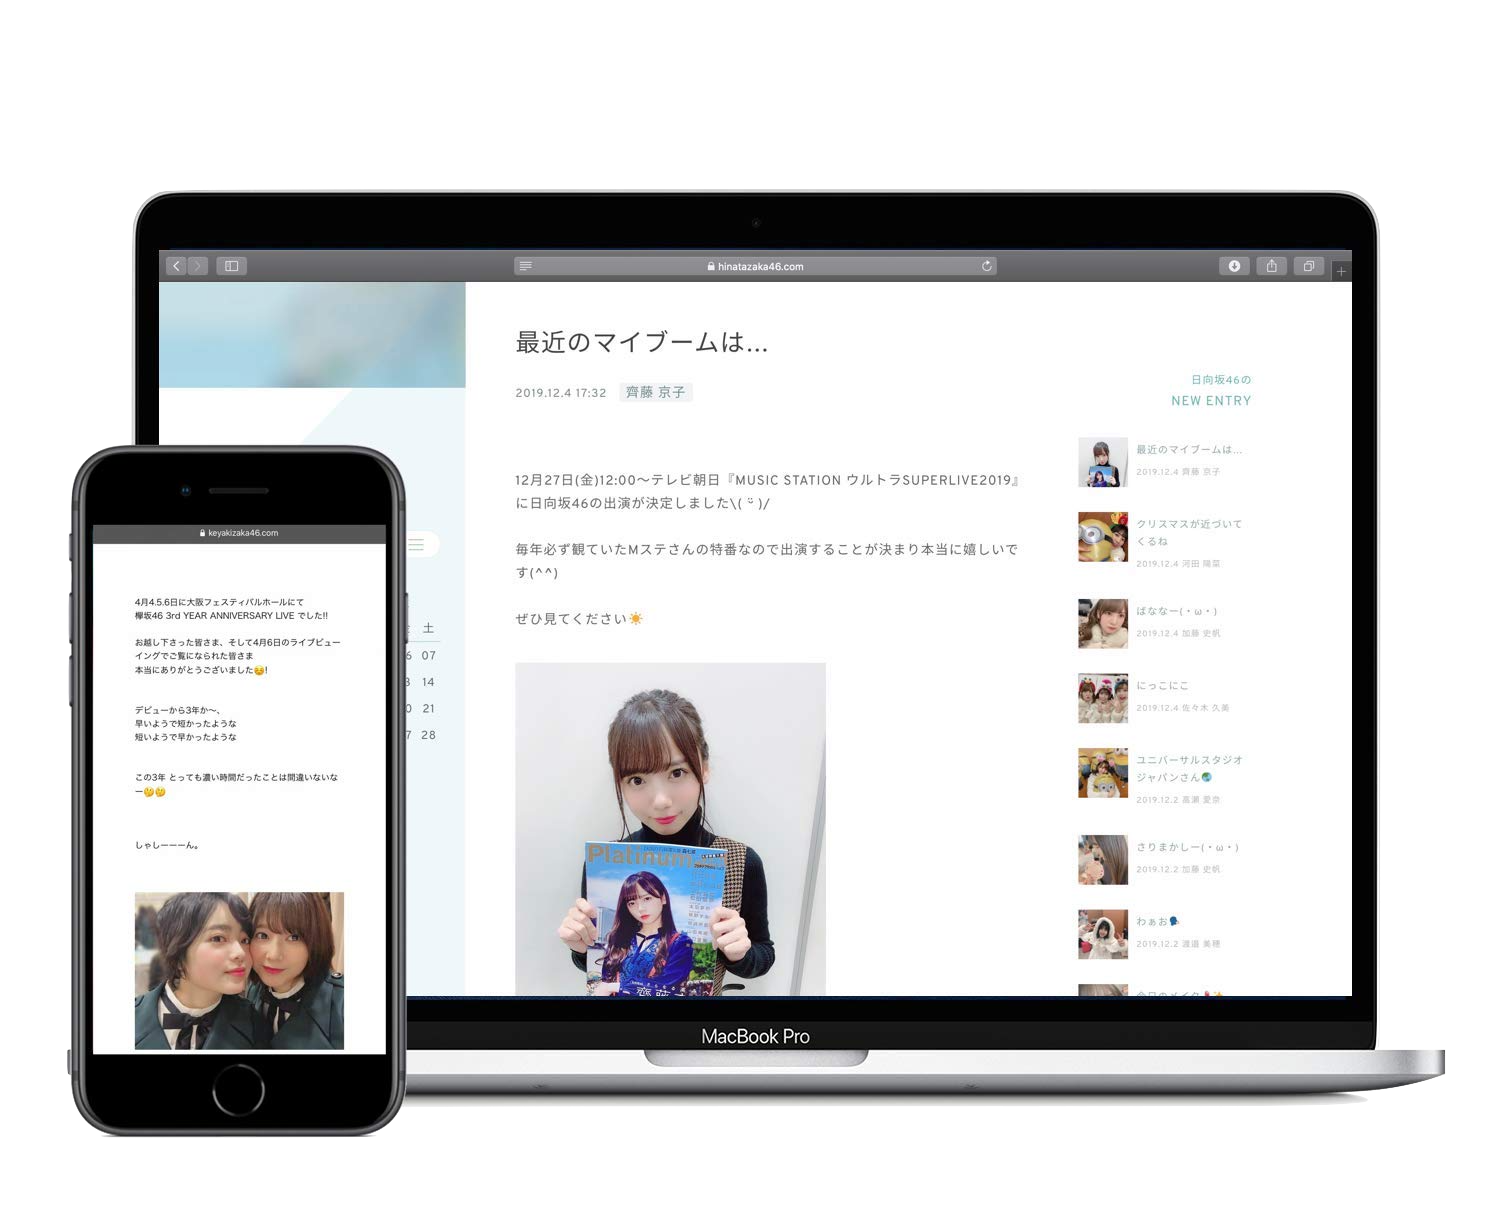 hinatazaka46.com
最近のマイブームは…
2019.12.4 17:32 齊藤 京子
12月27日(金)12:00〜テレビ朝日『MUSIC STATION ウルトラSUPERLIVE2019』
に日向坂46の出演が決定しました\( ¨̮ )/
毎年必ず観ていたMステさんの特番なので出演することが決まり本当に嬉しいで
す(^^)
ぜひ見てください☀️
Platinum
日向坂46の
NEW ENTRY
最近のマイブームは…
2019.12.4 齊藤 京子
クリスマスが近づいて
くるね
2019.12.4 河田 陽菜
ばななー(・ω・)
2019.12.4 加藤 史帆
にっこにこ
2019.12.4 佐々木 久美
ユニバーサルスタジオ
ジャパンさん🌏
2019.12.2 高瀬 愛奈
さりまかしー(・ω・)
2019.12.2 加藤 史帆
わぁお🗣
2019.12.2 渡邉 美穂
今日のメイク💄✨
土
6 07
3 14
0 21
7 28
keyakizaka46.com
4月4.5.6日に大阪フェスティバルホールにて
欅坂46 3rd YEAR ANNIVERSARY LIVE でした!!
お越し下さった皆さま、そして4月6日のライブビュー
イングでご覧になられた皆さま
本当にありがとうございました☺️!
デビューから3年か〜、
早いようで短かったような
短いようで早かったような
この3年 とっても濃い時間だったことは間違いないな
ー🤔🤔
しゃしーーーん。
MacBook Pro